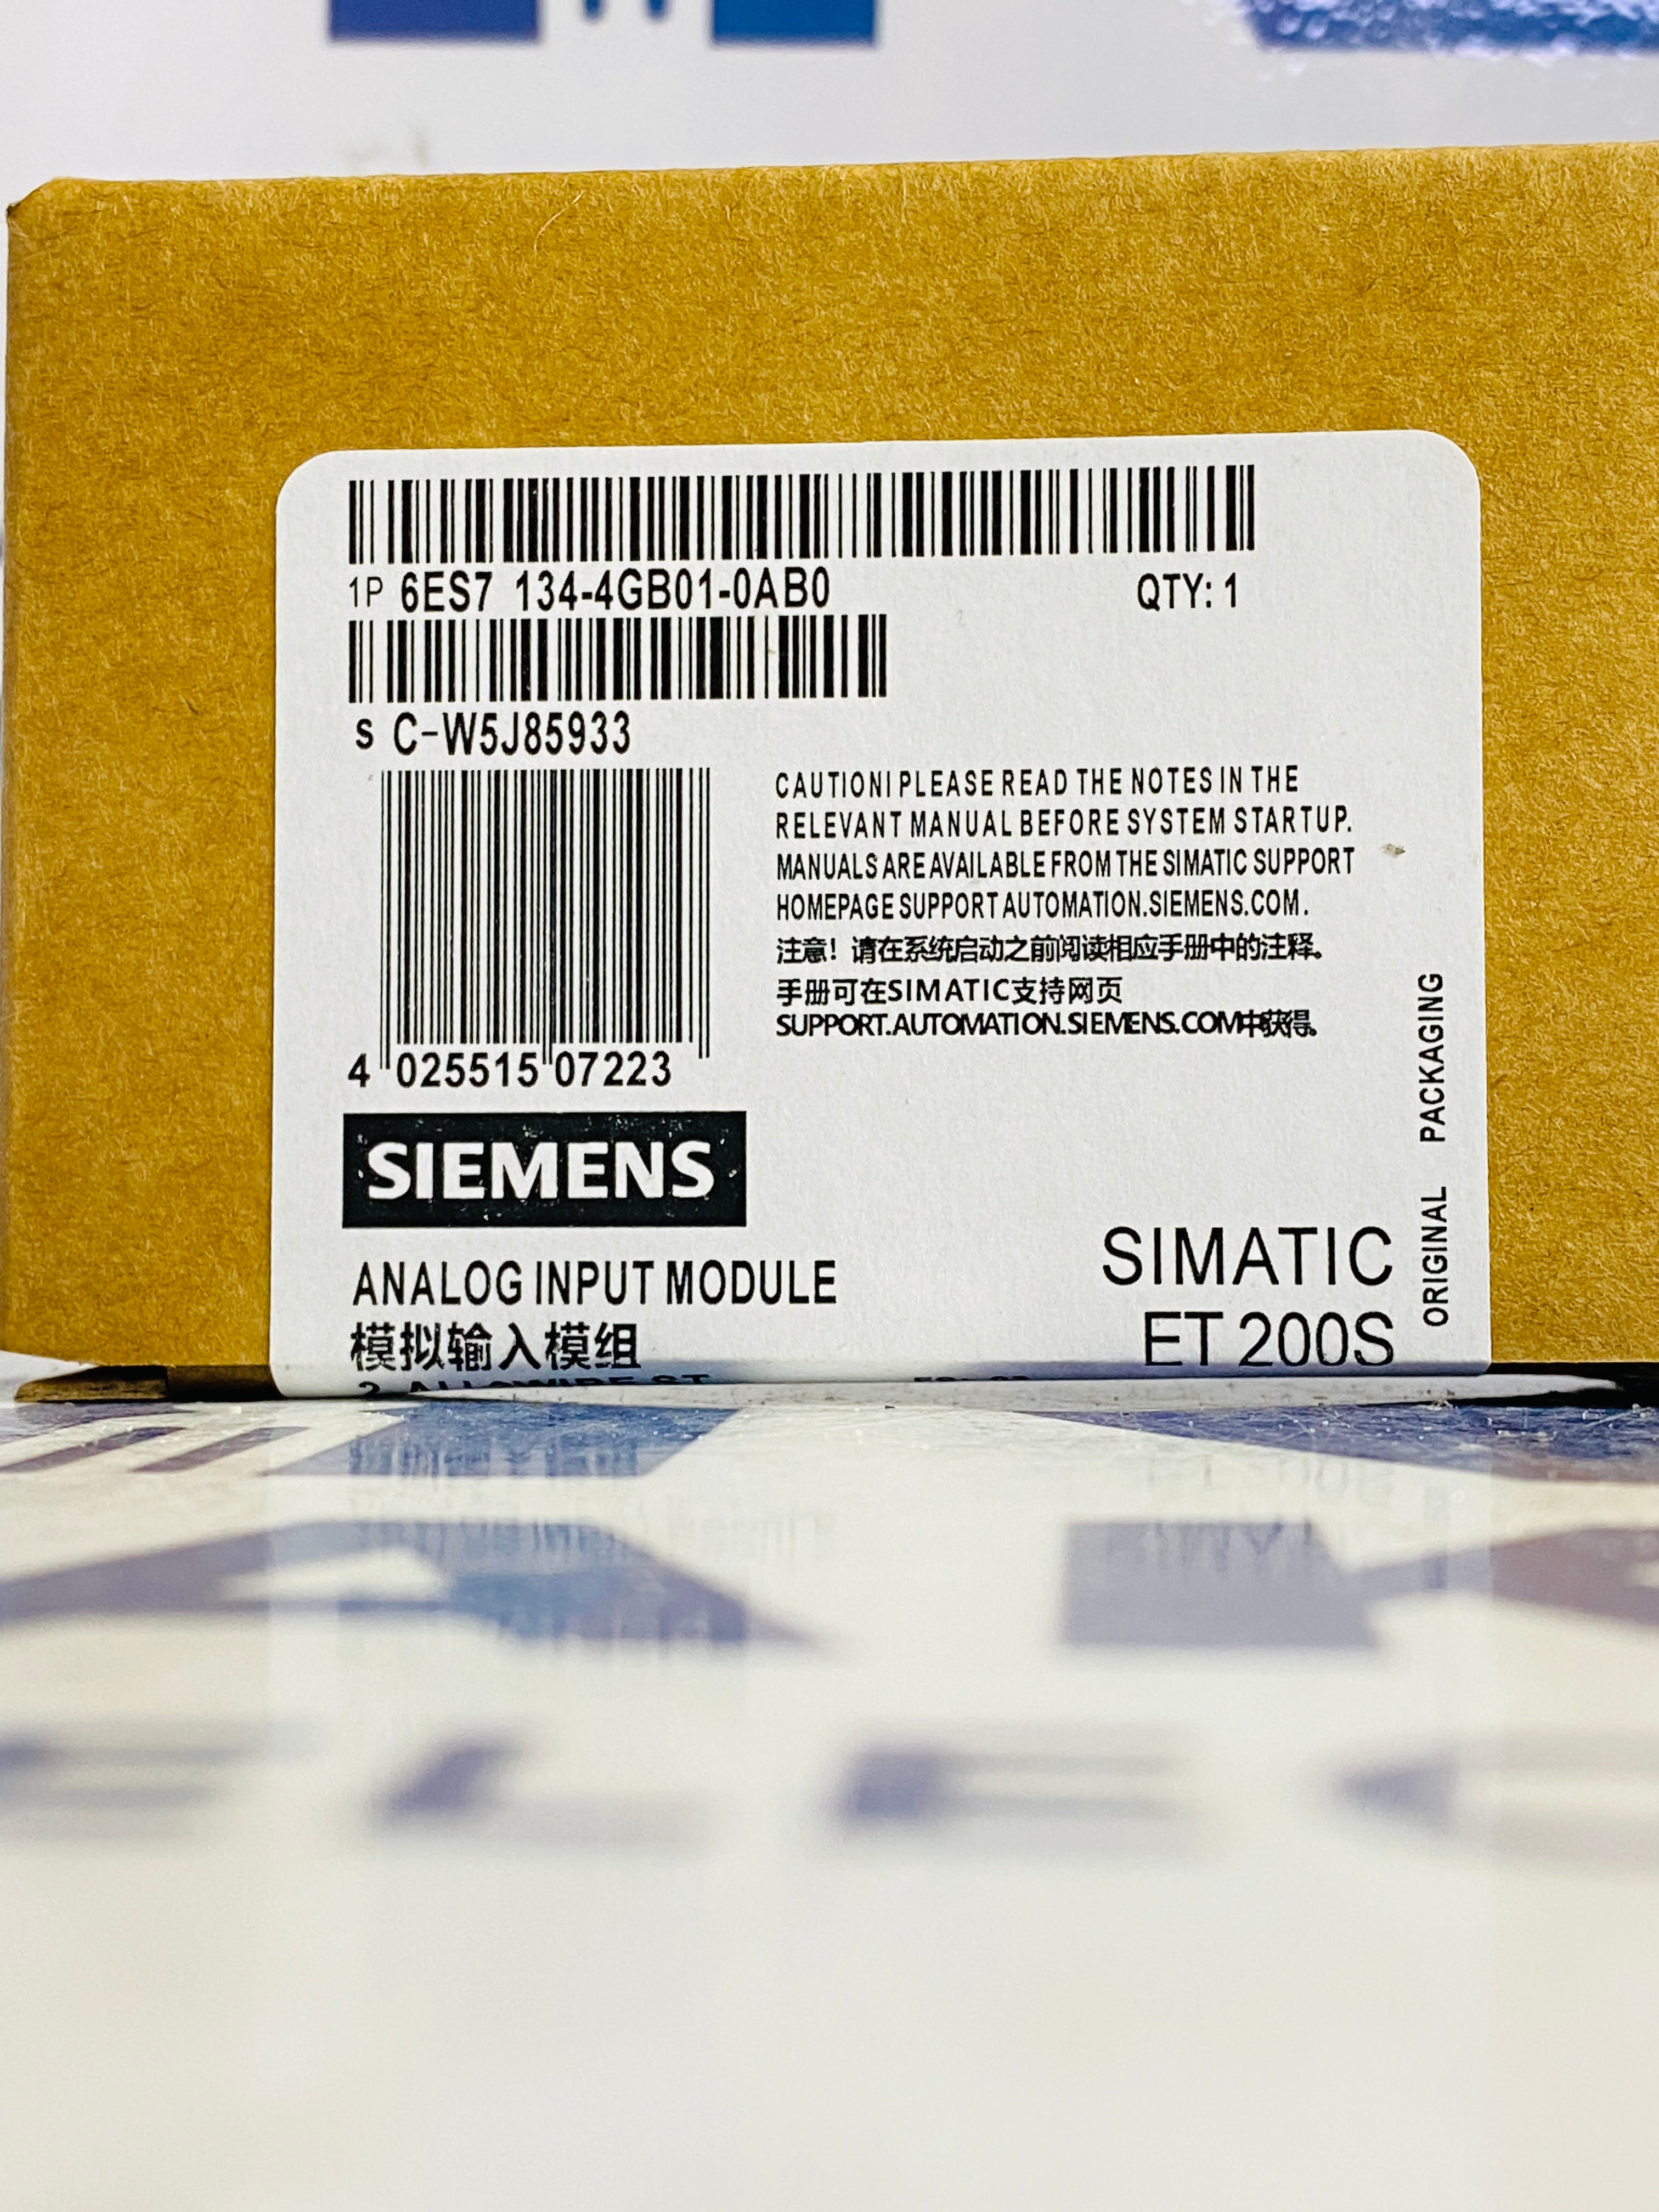 1P 6ES7 134-4GB01-0AB0 QTY: 1
S C-W5J85933
CAUTION! PLEASE READ THE NOTES IN THE
RELEVANT MANUAL BEFORE SYSTEM STARTUP.
MANUALS ARE AVAILABLE FROM THE SIMATIC SUPPORT
HOMEPAGE SUPPORT AUTOMATION.SIEMENS.COM.
注意！请在系统启动之前阅读相应手册中的注释。
手册可在SIMATIC支持网页
SUPPORT.AUTOMATION.SIEMENS.COM中获得。
4 025515 07223
SIEMENS
ANALOG INPUT MODULE
模拟输入模组
SIMATIC
ET 200S
ORIGINAL PACKAGING